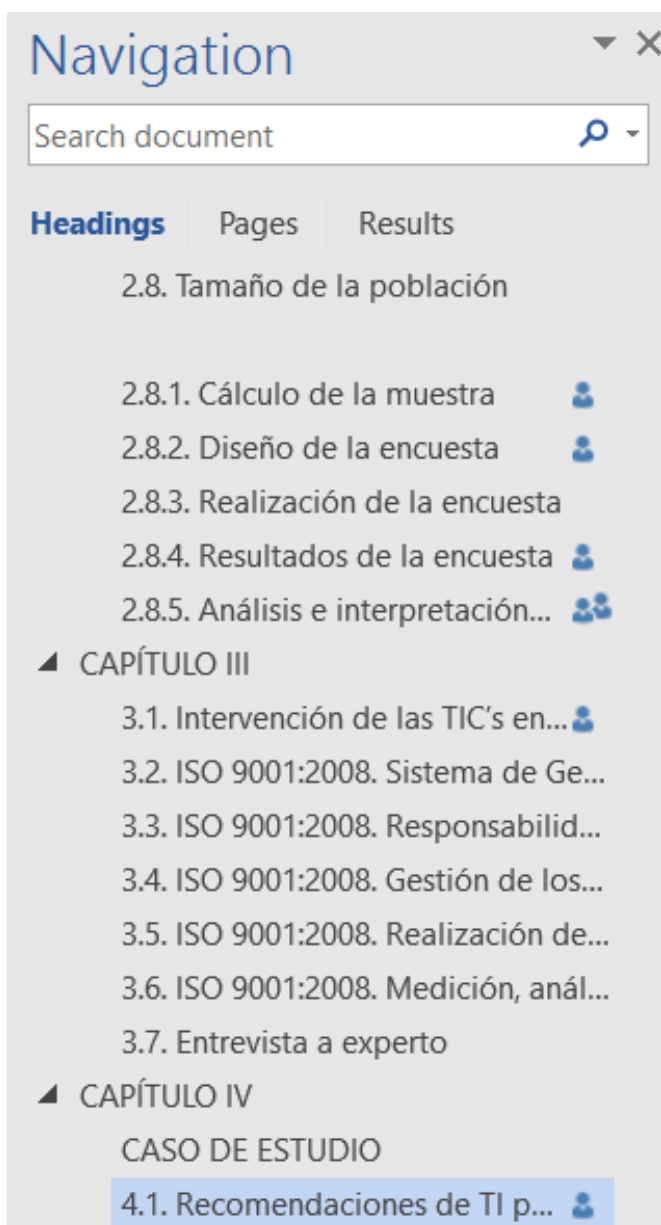 Navigation
Search document
Headings Pages Results
2.8. Tamaño de la población
2.8.1. Cálculo de la muestra
2.8.2. Diseño de la encuesta
2.8.3. Realización de la encuesta
2.8.4. Resultados de la encuesta
2.8.5. Análisis e interpretación...
CAPÍTULO III
3.1. Intervención de las TIC’s en...
3.2. ISO 9001:2008. Sistema de Ge...
3.3. ISO 9001:2008. Responsabilid...
3.4. ISO 9001:2008. Gestión de los...
3.5. ISO 9001:2008. Realización de...
3.6. ISO 9001:2008. Medición, anál...
3.7. Entrevista a experto
CAPÍTULO IV
CASO DE ESTUDIO
4.1. Recomendaciones de TI p...